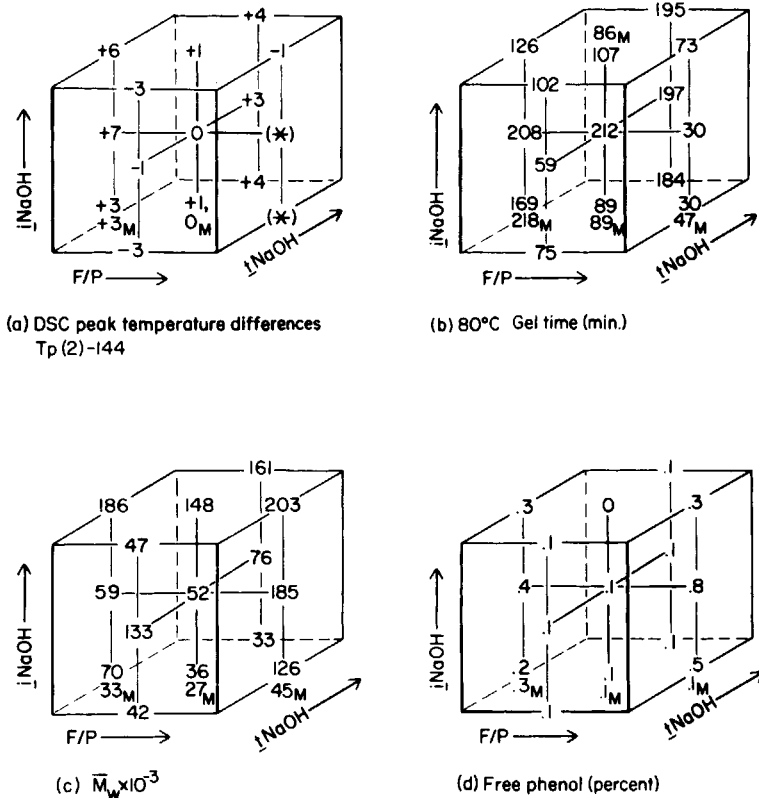 +4
+6 +1 -1
-3
+3
+7 0 (*)
-1
+3 +1, +4
+3M 0M (*)
-3
iNaOH
F/P
tNaOH
(a) DSC peak temperature differences
Tp (2) -144
195
86M
126 107 73
102
197
208 212 30
59
184
169 89 30
218M 89M 47M
75
iNaOH
F/P
tNaOH
(b) 80°C Gel time (min.)
161
186 148 203
47
76
59 52 185
133
33
70 36 126
33M 27M 45M
42
iNaOH
F/P
tNaOH
(c) M̅w x10-3
.1
.3 0 .3
.1
.1
.4 .1 .8
.1
.1
.2 .1 .5
.3M .1M .1M
.1
iNaOH
F/P
tNaOH
(d) Free phenol (percent)